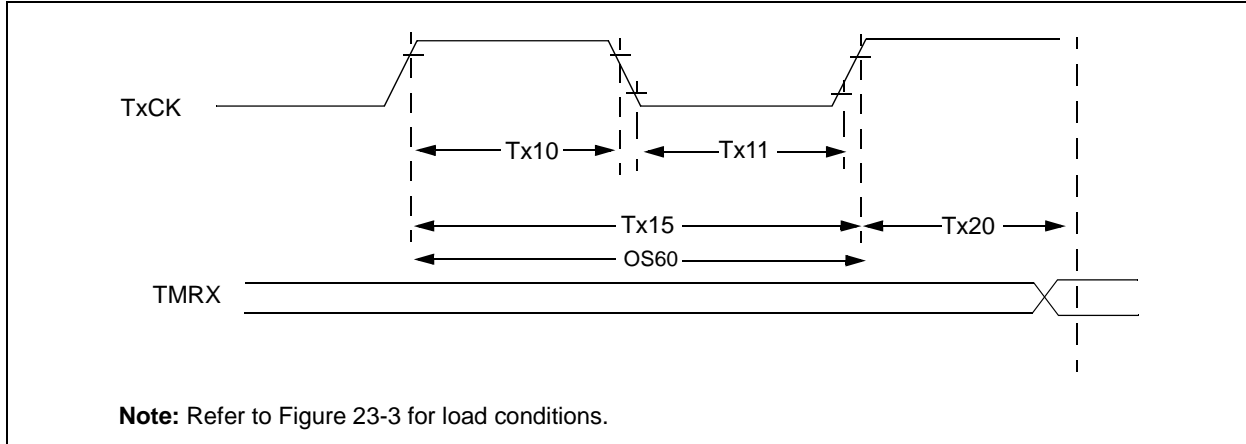 TxCK
Tx10
Tx11
Tx15
Tx20
OS60
TMRX
Note: Refer to Figure 23-3 for load conditions.